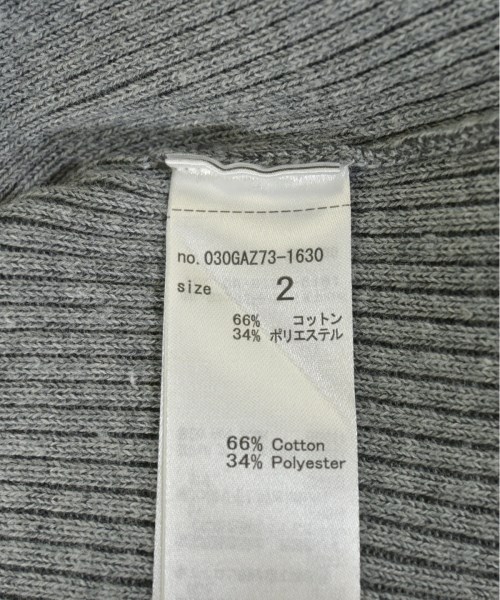 no.030GAZ73-1630
size 2
66% コットン
34% ポリエステル
66% Cotton
34% Polyester